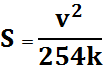 S = v²/254k